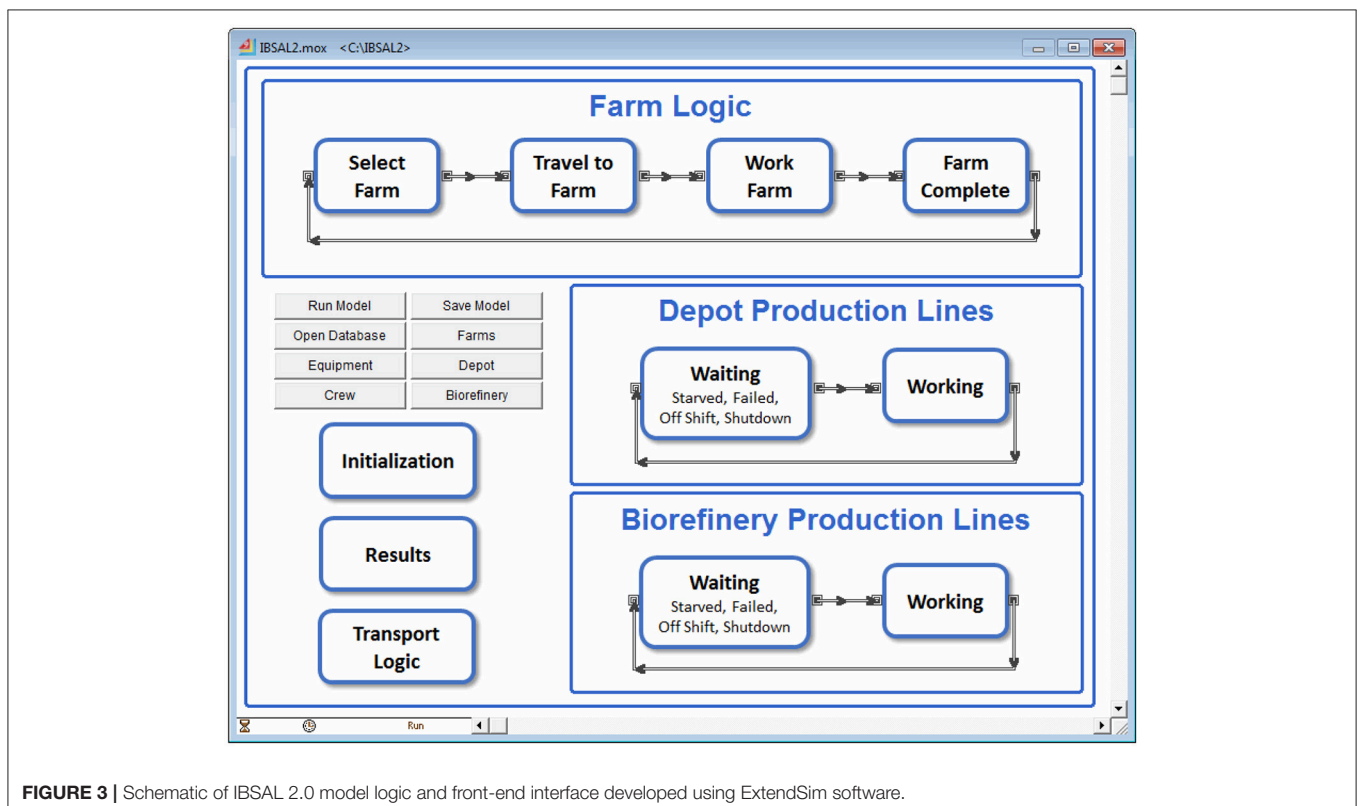 IBSAL2.mox <C:\IBSAL2>
Farm Logic
Select
Farm
Travel to
Farm
Work
Farm
Farm
Complete
Run Model
Save Model
Open Database
Farms
Equipment
Depot
Crew
Biorefinery
Initialization
Results
Transport
Logic
Depot Production Lines
Waiting
Starved, Failed,
Off Shift, Shutdown
Working
Biorefinery Production Lines
Waiting
Starved, Failed,
Off Shift, Shutdown
Working
Run
FIGURE 3 | Schematic of IBSAL 2.0 model logic and front-end interface developed using ExtendSim software.